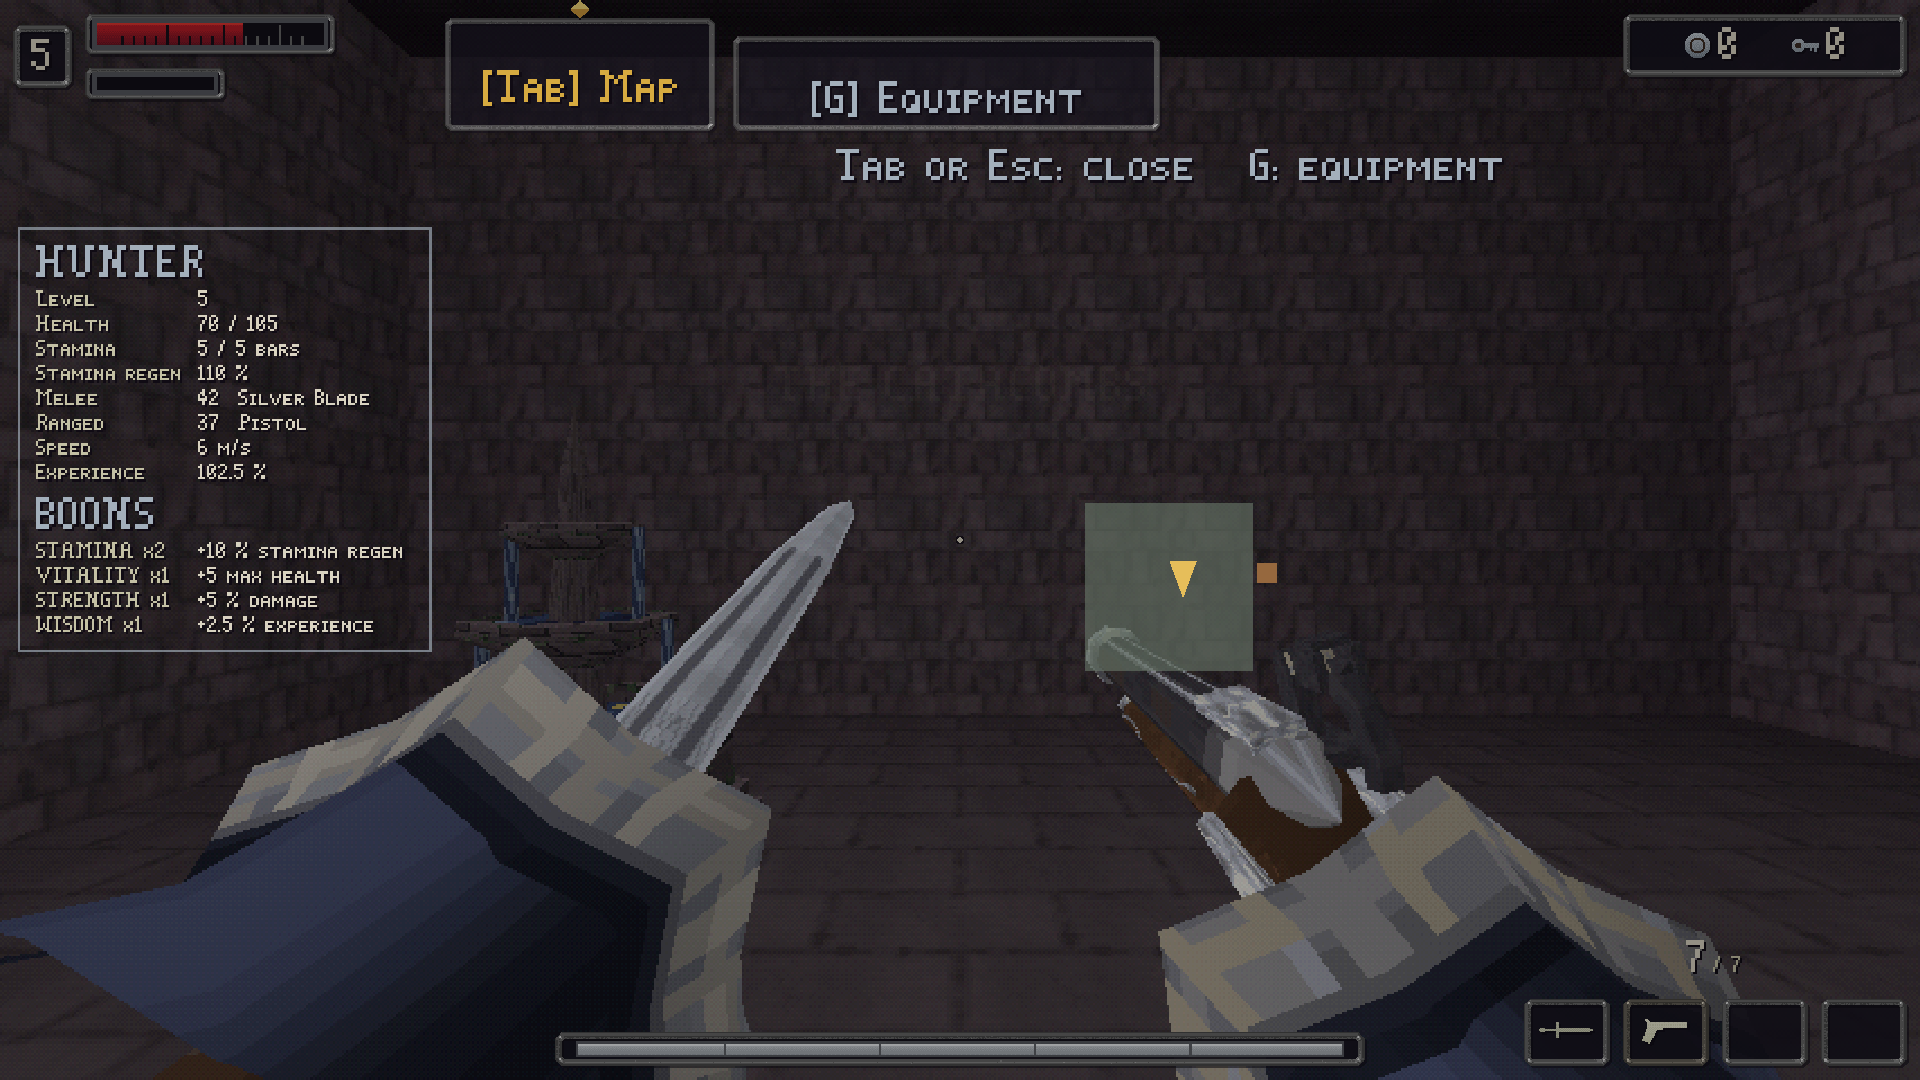 5
[Tab] Map
[G] Equipment
0 0
Tab or Esc: close G: equipment
HUNTER
Level 5
Health 70 / 105
Stamina 5 / 5 bars
Stamina regen 110 %
Melee 42 Silver Blade
Ranged 37 Pistol
Speed 6 m/s
Experience 102.5 %
BOONS
STAMINA x2 +10 % stamina regen
VITALITY x1 +5 max health
STRENGTH x1 +5 % damage
WISDOM x1 +2.5 % experience
THE CATACOMBS
7 / 7